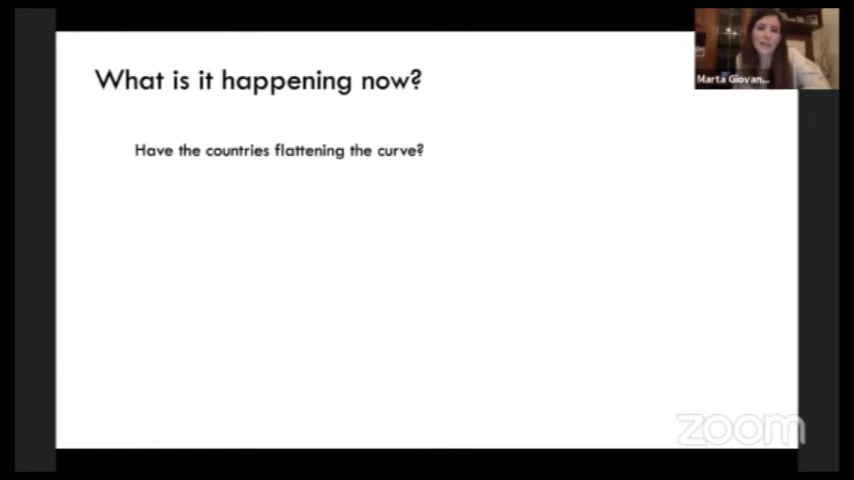 What is it happening now?
Marta Giovan...
Have the countries flattening the curve?
zoom